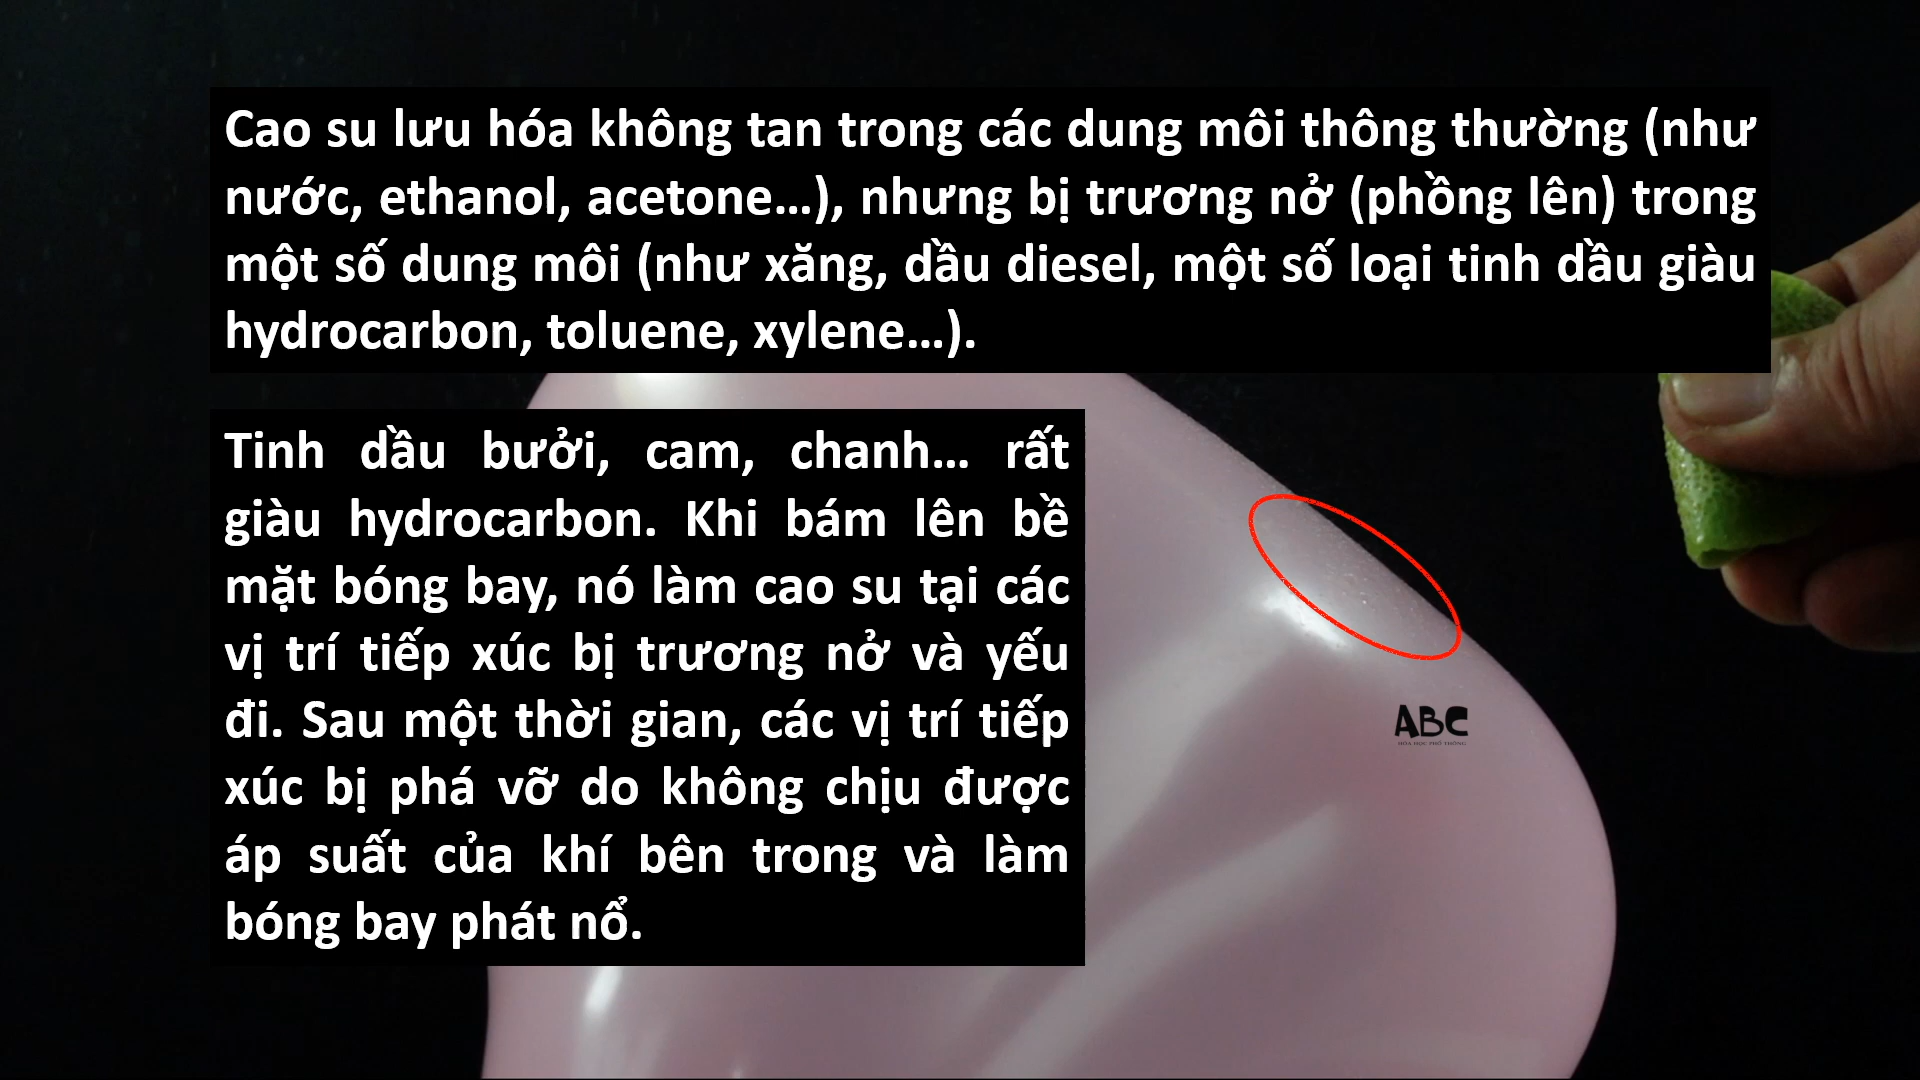 Cao su lưu hóa không tan trong các dung môi thông thường (như
nước, ethanol, acetone…), nhưng bị trương nở (phồng lên) trong
một số dung môi (như xăng, dầu diesel, một số loại tinh dầu giàu
hydrocarbon, toluene, xylene…).
Tinh dầu bưởi, cam, chanh… rất
giàu hydrocarbon. Khi bám lên bề
mặt bóng bay, nó làm cao su tại các
vị trí tiếp xúc bị trương nở và yếu
đi. Sau một thời gian, các vị trí tiếp
xúc bị phá vỡ do không chịu được
áp suất của khí bên trong và làm
bóng bay phát nổ.
ABC
HÓA HỌC PHỔ THÔNG